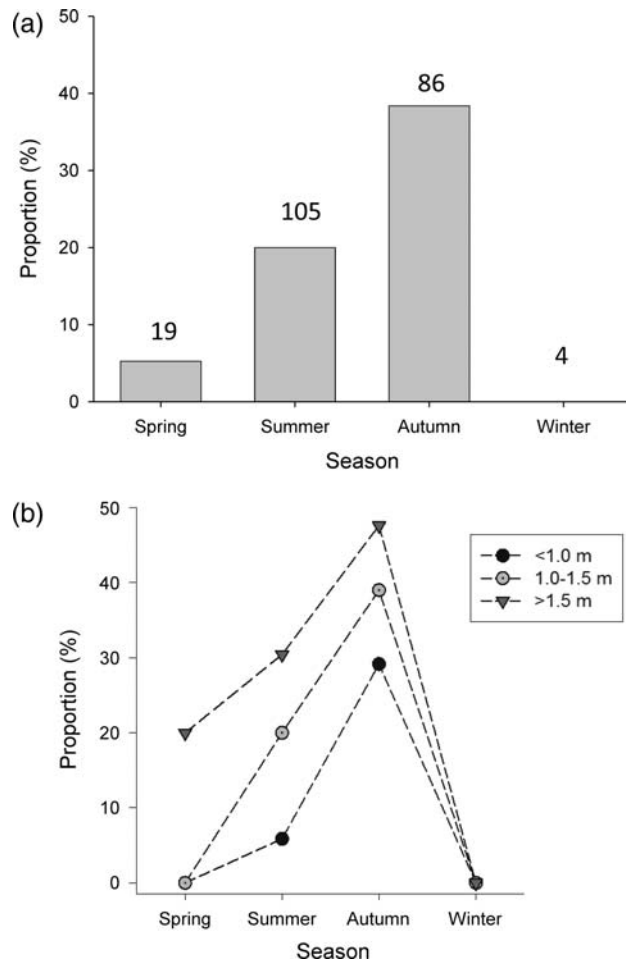 (a)
50
40
30
20
10
0
Proportion (%)
19
105
86
4
Spring Summer Autumn Winter
Season
(b)
50
40
30
20
10
0
Proportion (%)
<1.0 m
1.0-1.5 m
>1.5 m
Spring Summer Autumn Winter
Season